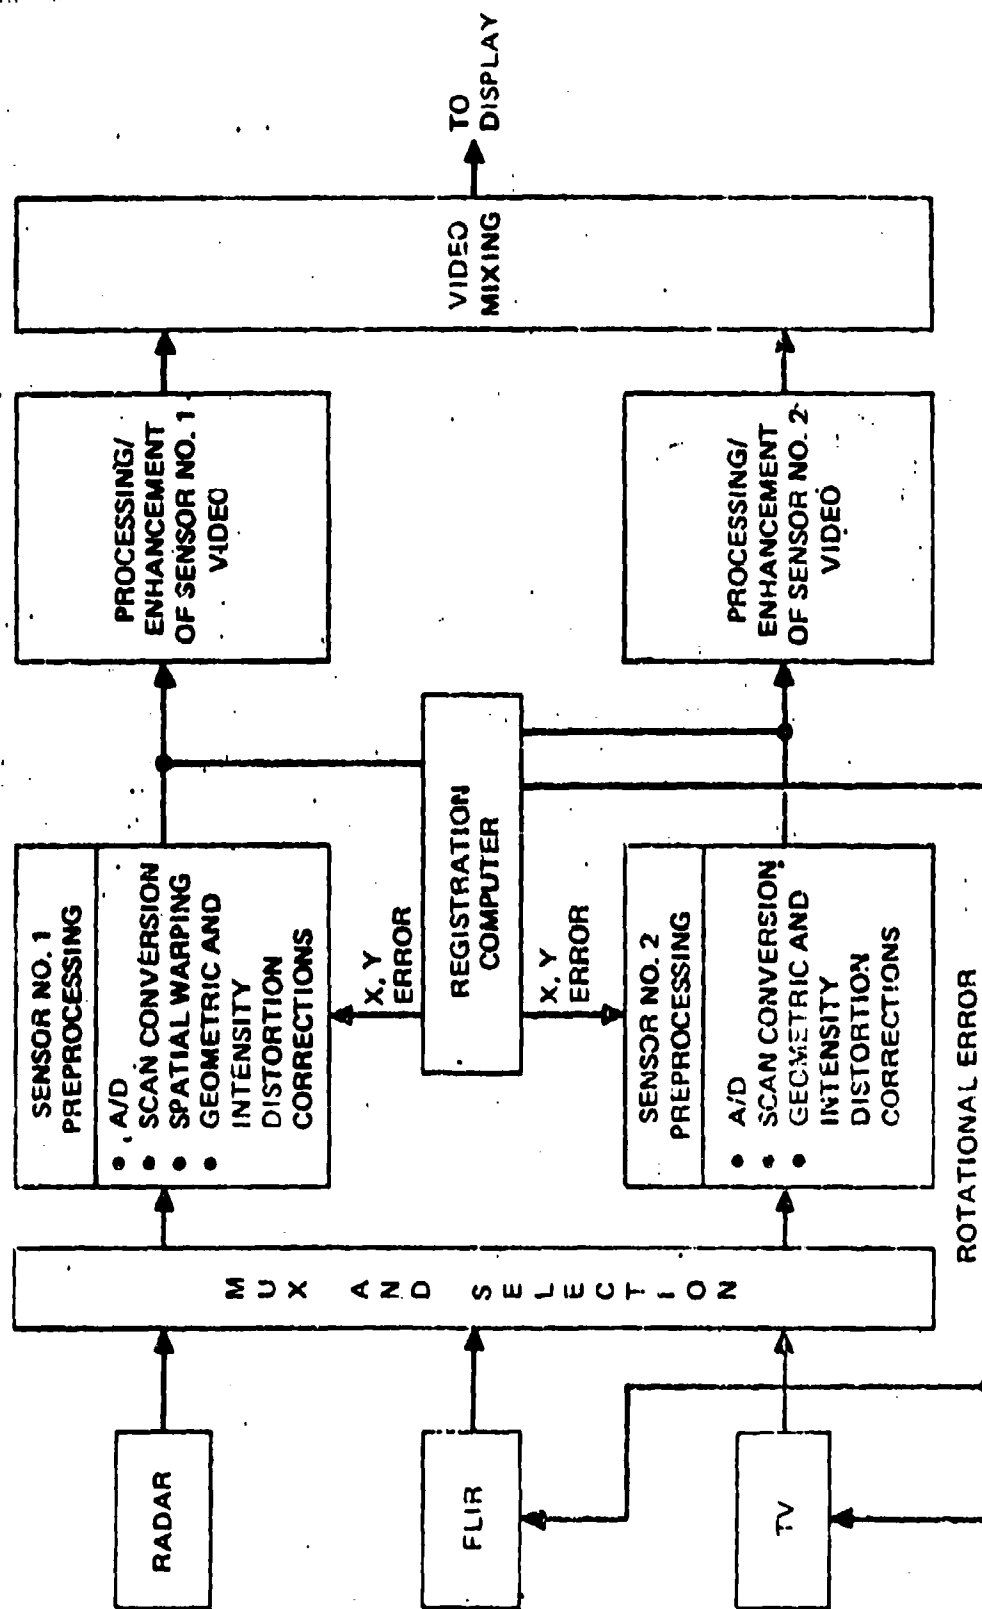 RADAR
FLIR
TV
MUX AND SELECTION
SENSOR NO. 1
PREPROCESSING
• A/D
• SCAN CONVERSION
• SPATIAL WARPING
• GEOMETRIC AND
INTENSITY
DISTORTION
CORRECTIONS
X, Y
ERROR
REGISTRATION
COMPUTER
X, Y
ERROR
SENSOR NO. 2
PREPROCESSING
• A/D
• SCAN CONVERSION
• GEOMETRIC AND
INTENSITY
DISTORTION
CORRECTIONS
ROTATIONAL ERROR
PROCESSING/
ENHANCEMENT
OF SENSOR NO. 1
VIDEO
PROCESSING/
ENHANCEMENT
OF SENSOR NO. 2
VIDEO
VIDEO
MIXING
TO
DISPLAY